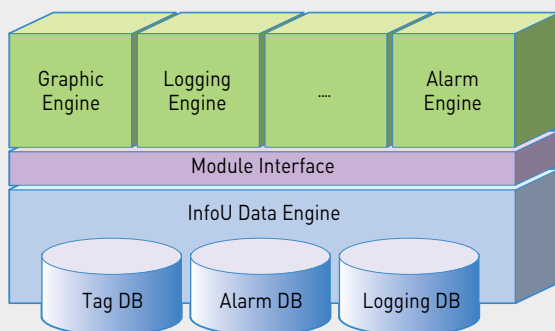 Graphic
Engine
Logging
Engine
....
Alarm
Engine
Module Interface
InfoU Data Engine
Tag DB
Alarm DB
Logging DB